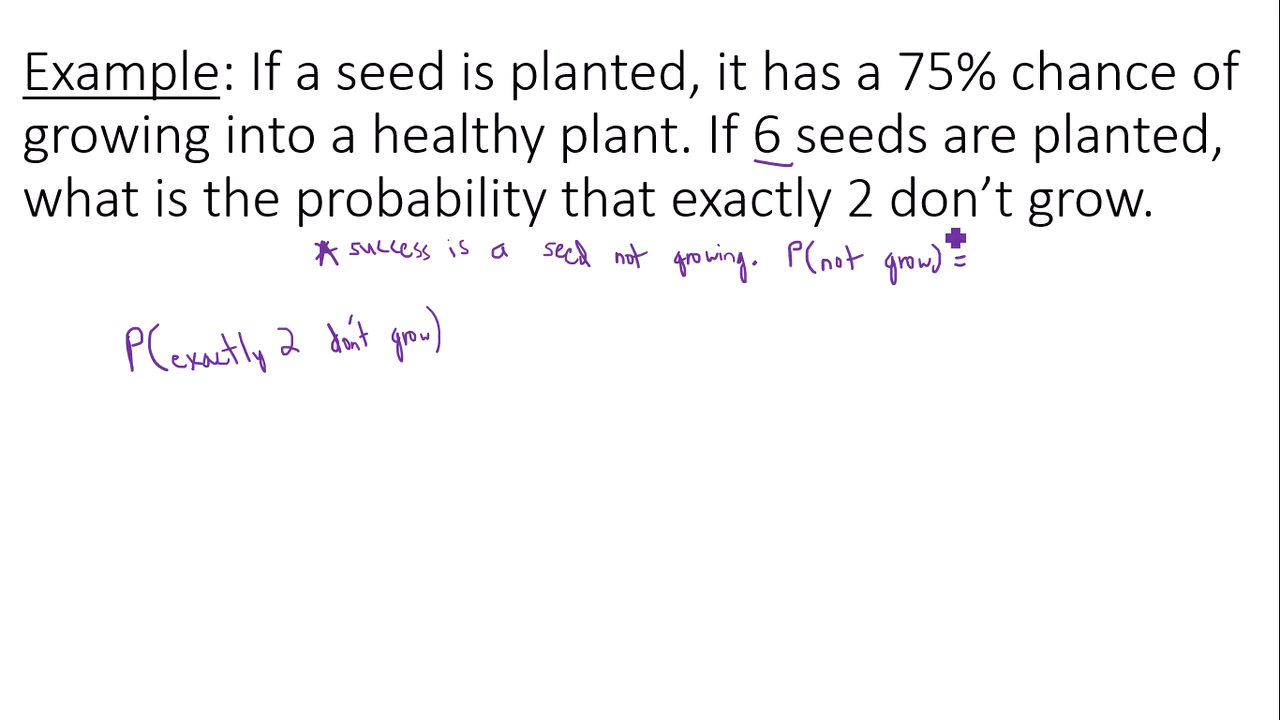 Example: If a seed is planted, it has a 75% chance of
growing into a healthy plant. If 6 seeds are planted,
what is the probability that exactly 2 don’t grow.
* success is a seed not growing. P(not grow) =
P(exactly 2 don't grow)